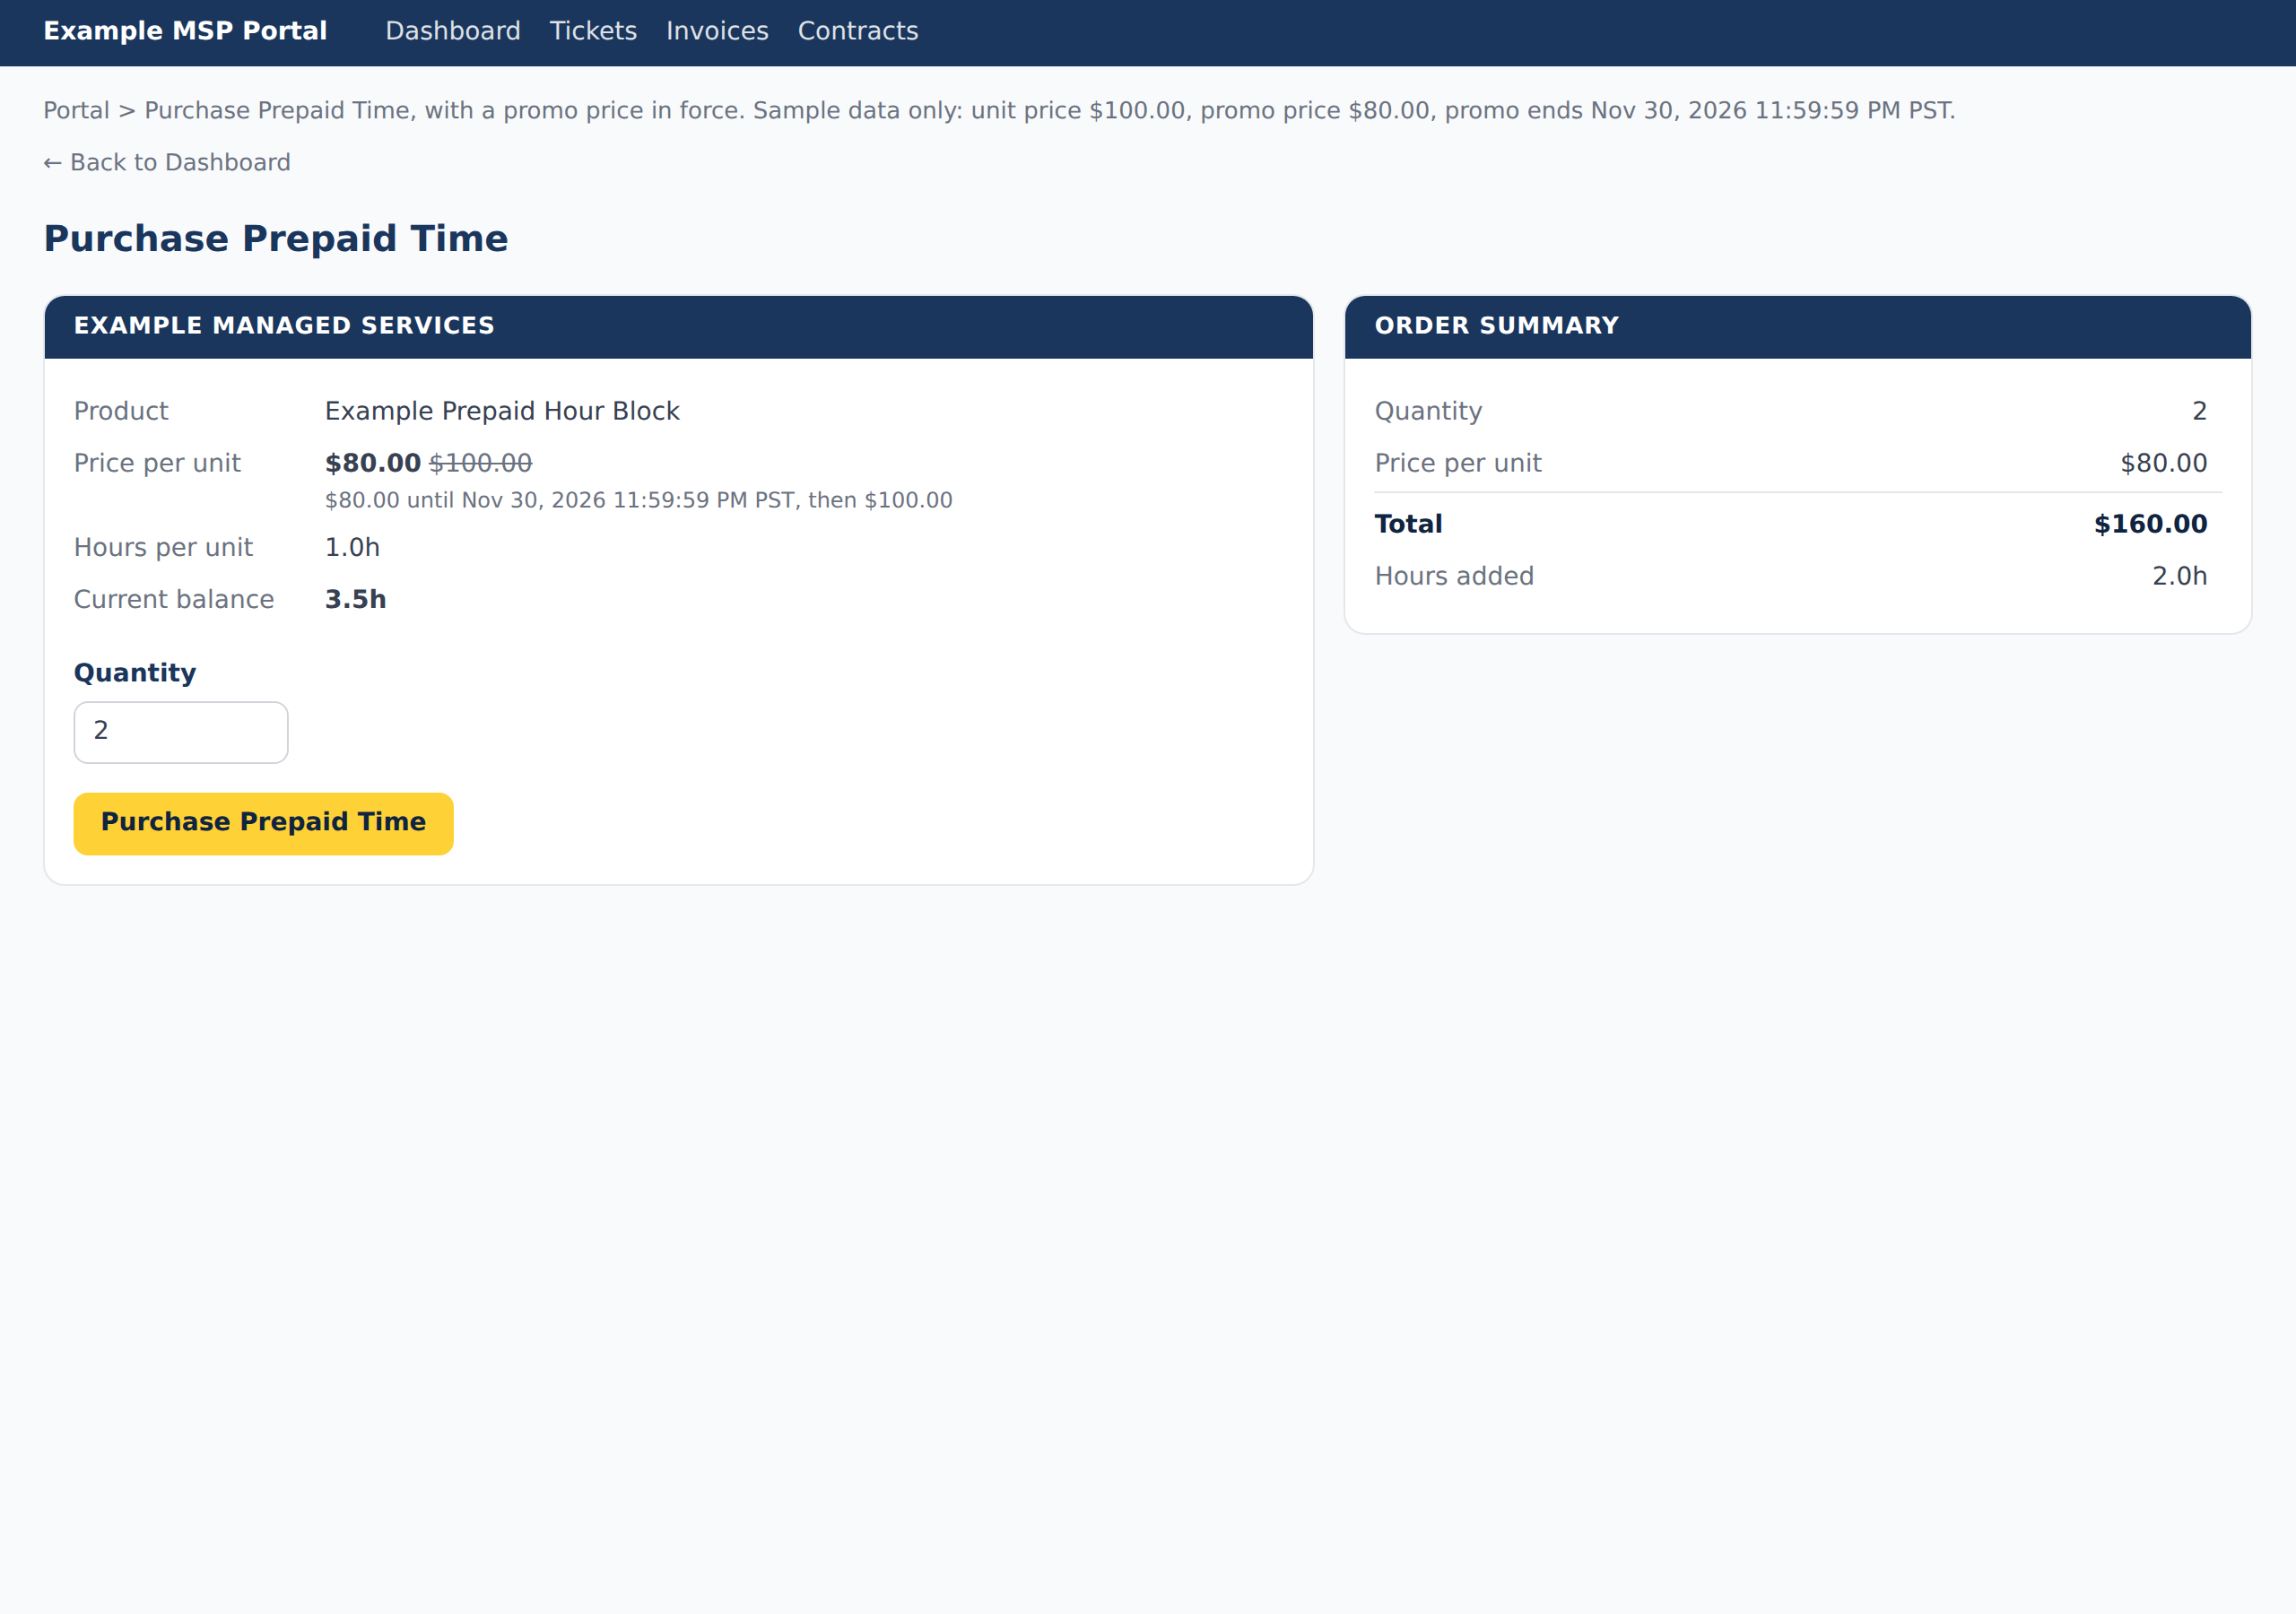 Example MSP Portal Dashboard Tickets Invoices Contracts
Portal > Purchase Prepaid Time, with a promo price in force. Sample data only: unit price $100.00, promo price $80.00, promo ends Nov 30, 2026 11:59:59 PM PST.
← Back to Dashboard
Purchase Prepaid Time
EXAMPLE MANAGED SERVICES
Product Example Prepaid Hour Block
Price per unit $80.00 $100.00
$80.00 until Nov 30, 2026 11:59:59 PM PST, then $100.00
Hours per unit 1.0h
Current balance 3.5h
Quantity
2
Purchase Prepaid Time
ORDER SUMMARY
Quantity 2
Price per unit $80.00
Total $160.00
Hours added 2.0h